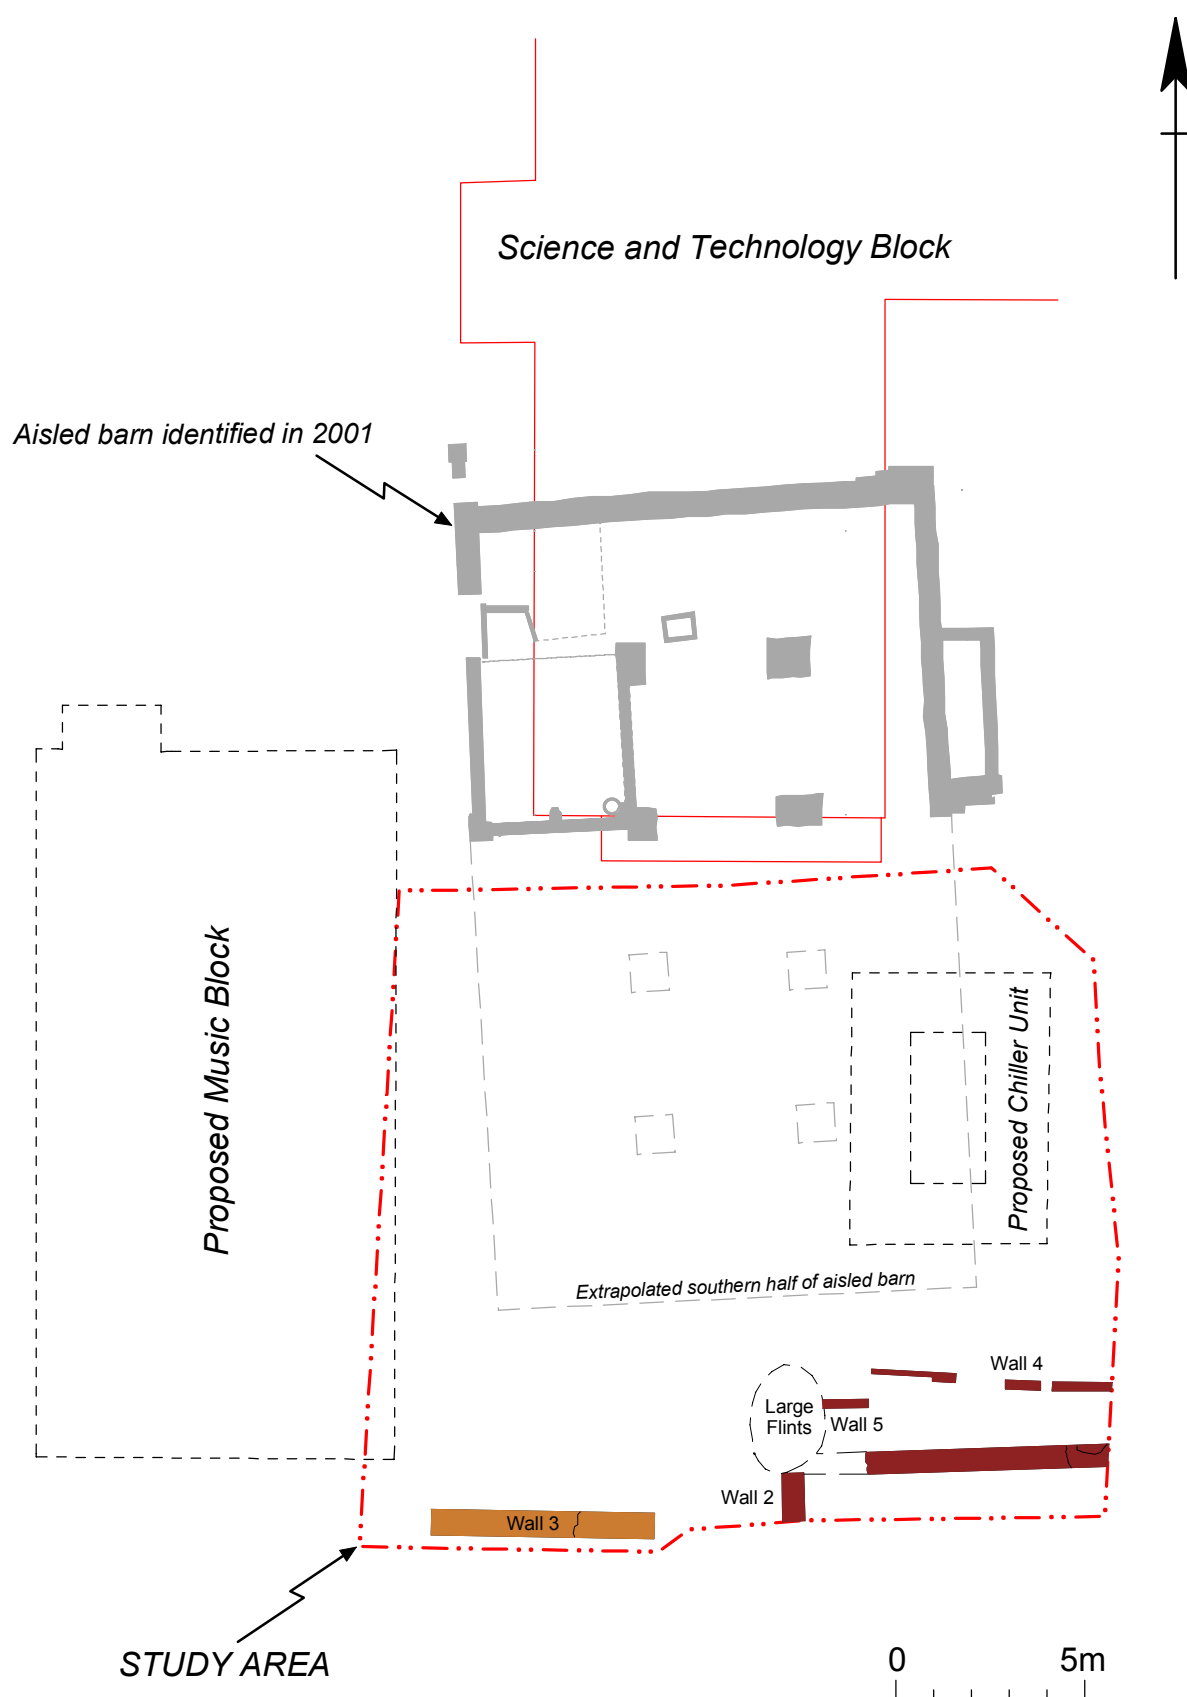 Science and Technology Block
Aisled barn identified in 2001
Proposed Music Block
Proposed Chiller Unit
Extrapolated southern half of aisled barn
Wall 4
Large
Flints
Wall 5
Wall 2
Wall 3
STUDY AREA
0 5m